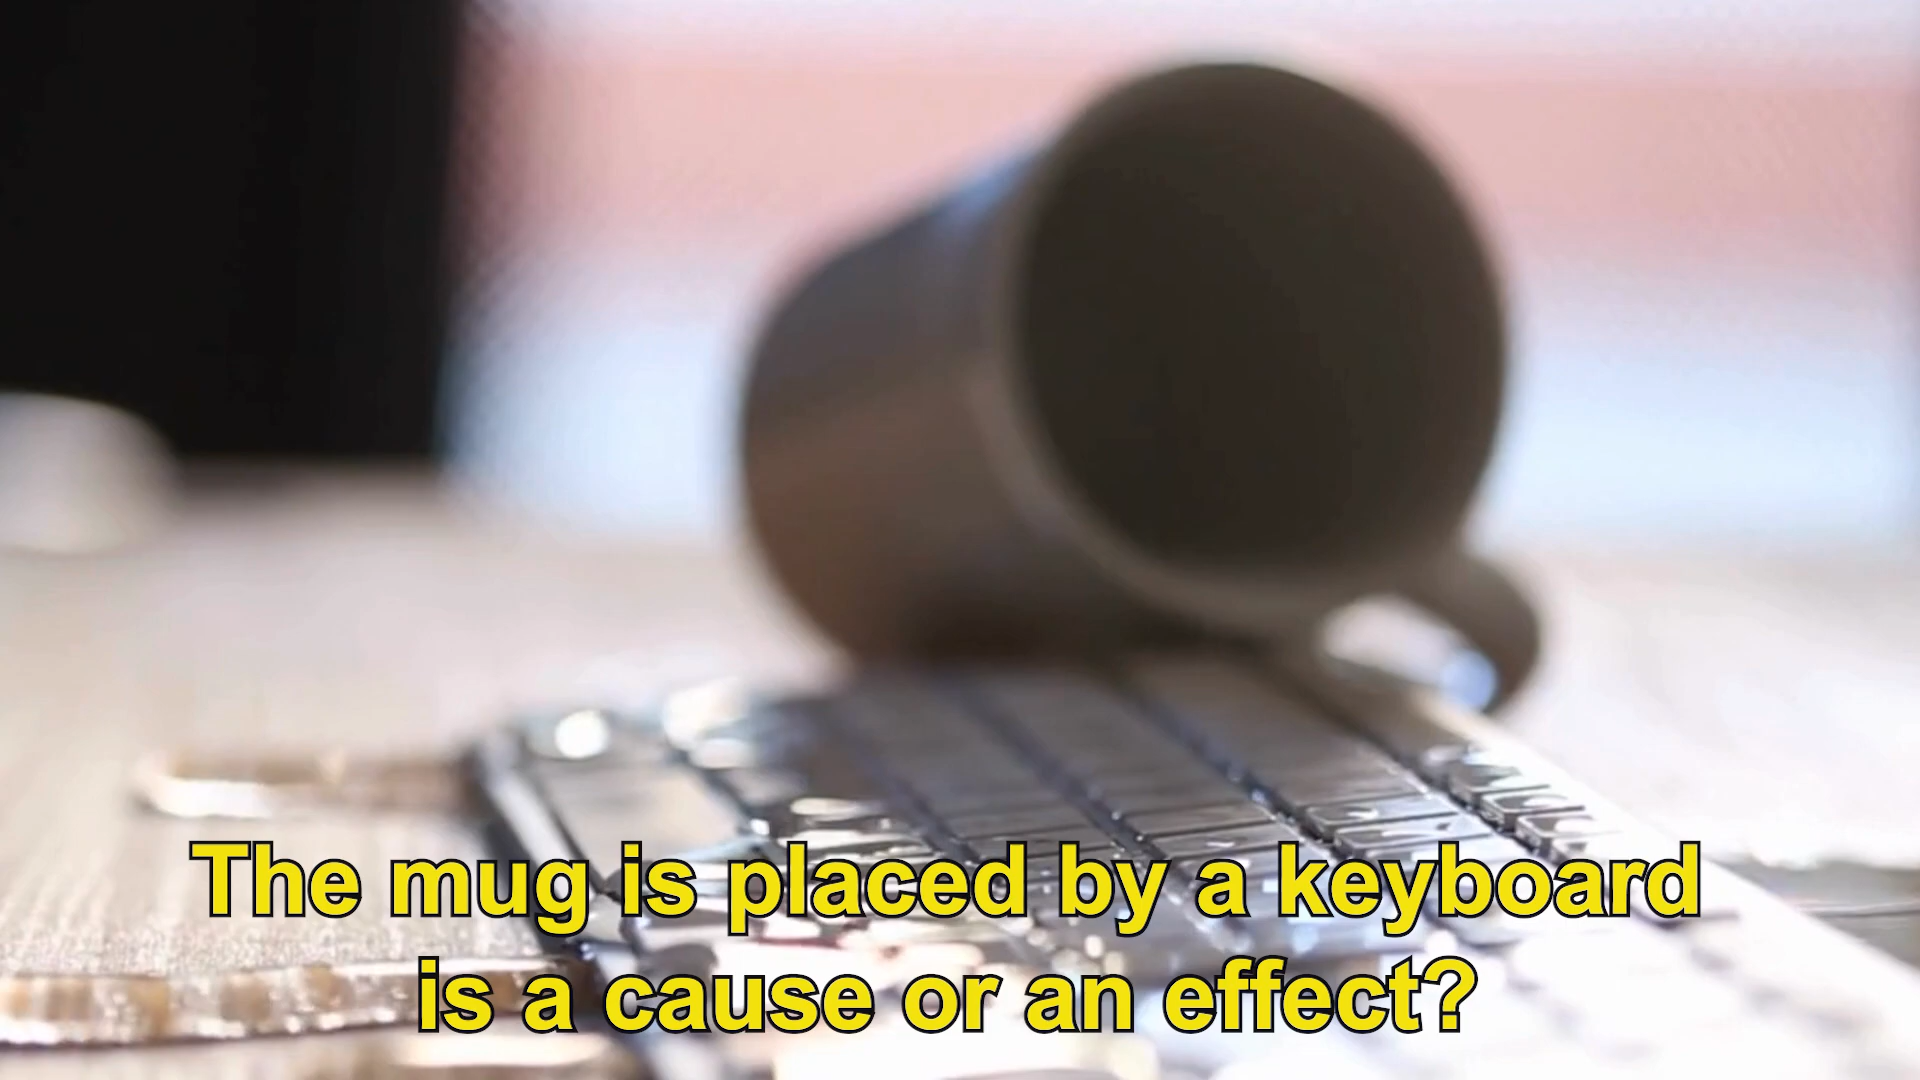 The mug is placed by a keyboard
is a cause or an effect?